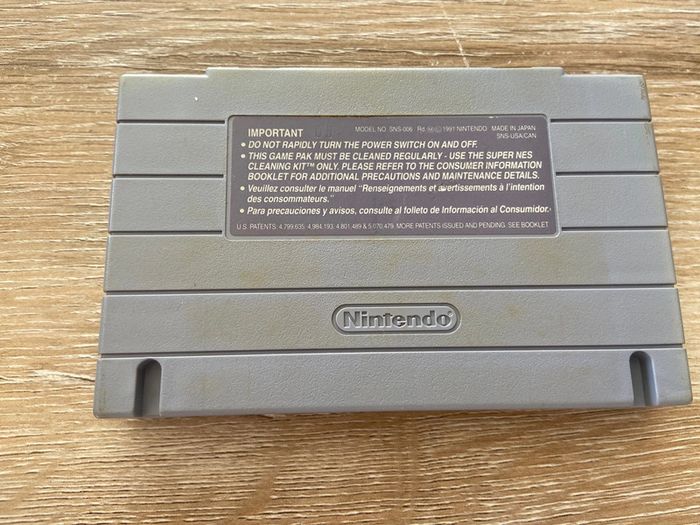 IMPORTANT
MODEL NO. SNS-006 Rd. Ⓜ Ⓒ 1991 NINTENDO MADE IN JAPAN
SNS-USA/CAN
• DO NOT RAPIDLY TURN THE POWER SWITCH ON AND OFF.
• THIS GAME PAK MUST BE CLEANED REGULARLY - USE THE SUPER NES
CLEANING KIT™ ONLY. PLEASE REFER TO THE CONSUMER INFORMATION
BOOKLET FOR ADDITIONAL PRECAUTIONS AND MAINTENANCE DETAILS.
• Veuillez consulter le manuel "Renseignements et avertissements à l'intention
des consommateurs."
• Para precauciones y avisos, consulte al folleto de Información al Consumidor.
U.S. PATENTS: 4,799,635, 4,984,193, 4,801,489 & 5,070,479. MORE PATENTS ISSUED AND PENDING. SEE BOOKLET
Nintendo®